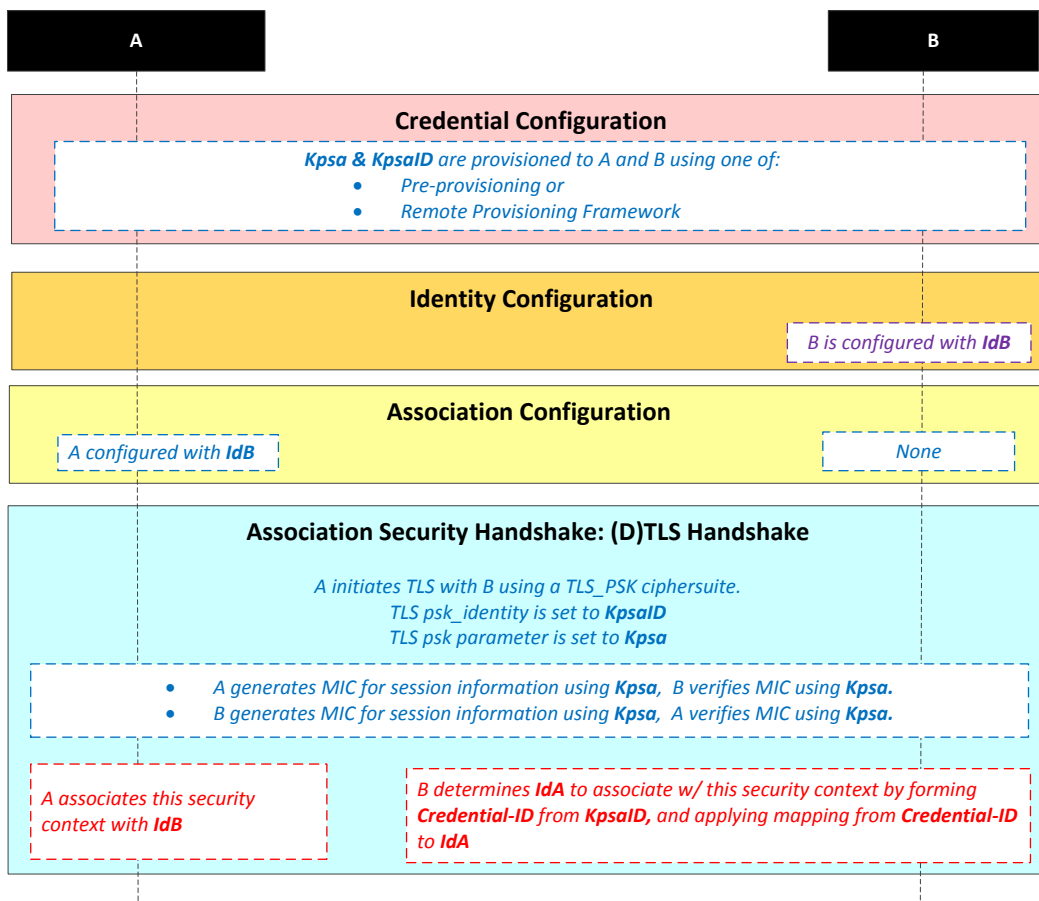 A
B
Credential Configuration
Kpsa & KpsaID are provisioned to A and B using one of:
• Pre-provisioning or
• Remote Provisioning Framework
Identity Configuration
B is configured with IdB
Association Configuration
A configured with IdB
None
Association Security Handshake: (D)TLS Handshake
A initiates TLS with B using a TLS_PSK ciphersuite.
TLS psk_identity is set to KpsaID
TLS psk parameter is set to Kpsa
• A generates MIC for session information using Kpsa, B verifies MIC using Kpsa.
• B generates MIC for session information using Kpsa, A verifies MIC using Kpsa.
A associates this security
context with IdB
B determines IdA to associate w/ this security context by forming
Credential-ID from KpsaID, and applying mapping from Credential-ID
to IdA